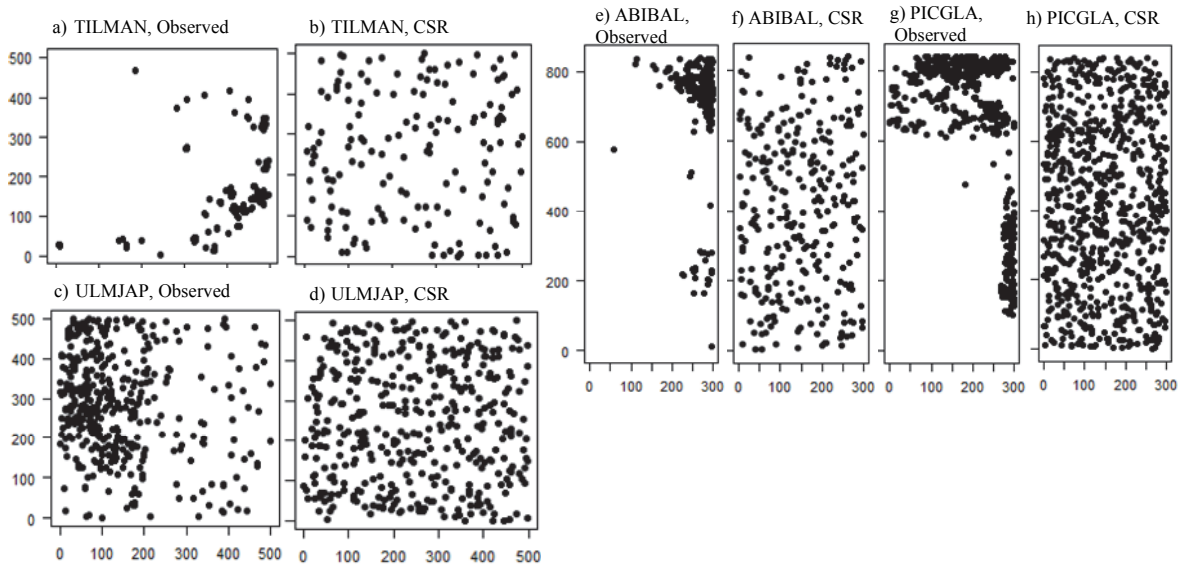 a) TILMAN, Observed
b) TILMAN, CSR
e) ABIBAL, Observed
f) ABIBAL, CSR
g) PICGLA, Observed
h) PICGLA, CSR
500
400
300
200
100
0
800
600
400
200
0
0 100 200 300
0 100 200 300
0 100 200 300
0 100 200 300
c) ULMJAP, Observed
d) ULMJAP, CSR
500
400
300
200
100
0
0 100 200 300 400 500
0 100 200 300 400 500